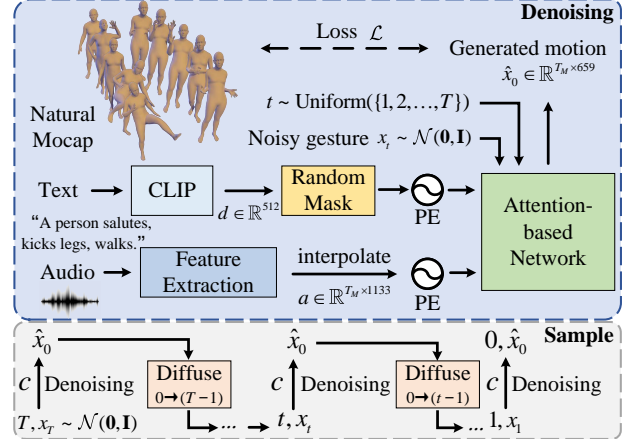 Denoising
Loss ℒ
Generated motion
x̂₀ ∈ ℝ^{T_M×659}
Natural
Mocap
t ~ Uniform({1, 2, …, T})
Noisy gesture x_t ~ 𝒩(𝟎, 𝐈)
Text
CLIP
d ∈ ℝ⁵¹²
Random
Mask
PE
Attention-
based
Network
“A person salutes,
kicks legs, walks.”
Audio
Feature
Extraction
interpolate
a ∈ ℝ^{T_M×1133}
PE
Sample
x̂₀
x̂₀
0, x̂₀
c
Denoising
Diffuse
0→(T−1)
c
Denoising
Diffuse
0→(t−1)
c
Denoising
T, x_T ~ 𝒩(𝟎, 𝐈)
...
t, x_t
...
1, x₁